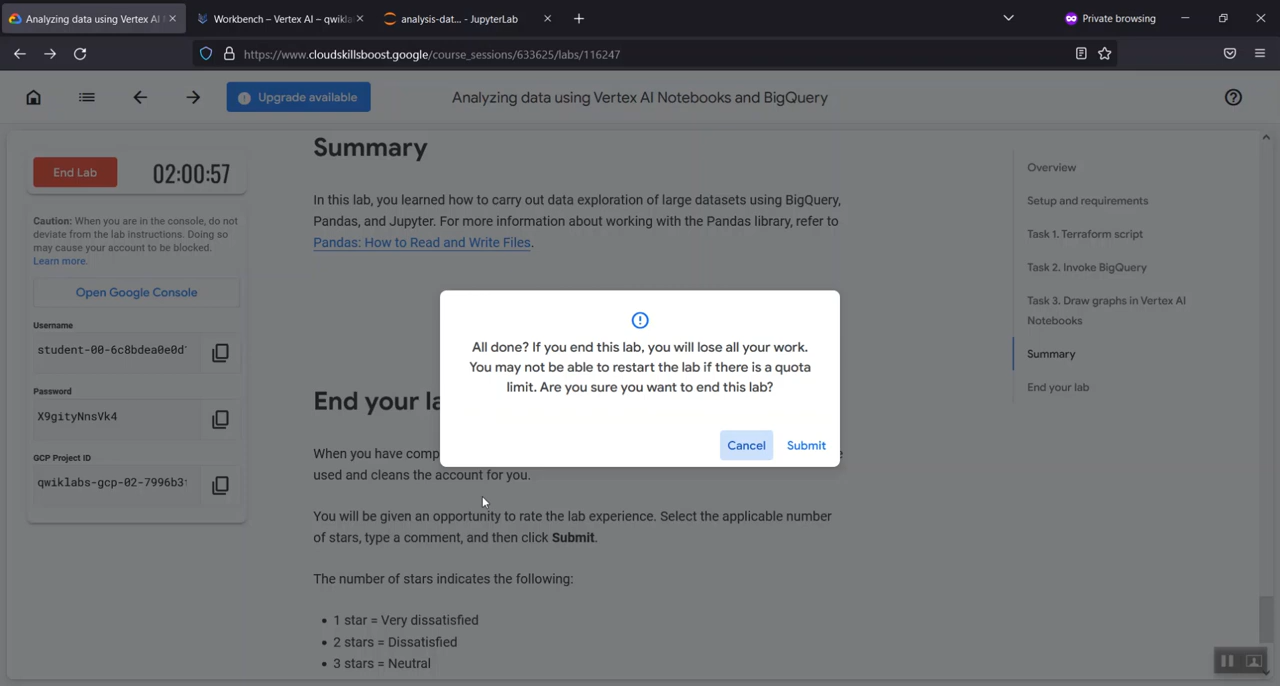 Analyzing data using Vertex AI
Workbench – Vertex AI – qwikla
analysis-dat... - JupyterLab
Private browsing
https://www.cloudskillsboost.google/course_sessions/633625/labs/116247
Upgrade available
Analyzing data using Vertex AI Notebooks and BigQuery
End Lab
02:00:57
Caution: When you are in the console, do not
deviate from the lab instructions. Doing so
may cause your account to be blocked.
Learn more.
Open Google Console
Username
student-00-6c8bdea0e0d
Password
X9gityNnsVk4
GCP Project ID
qwiklabs-gcp-02-7996b3
Summary
In this lab, you learned how to carry out data exploration of large datasets using BigQuery,
Pandas, and Jupyter. For more information about working with the Pandas library, refer to
Pandas: How to Read and Write Files.
All done? If you end this lab, you will lose all your work.
You may not be able to restart the lab if there is a quota
limit. Are you sure you want to end this lab?
Cancel
Submit
End your la
When you have comp
used and cleans the account for you.
You will be given an opportunity to rate the lab experience. Select the applicable number
of stars, type a comment, and then click Submit.
The number of stars indicates the following:
• 1 star = Very dissatisfied
• 2 stars = Dissatisfied
• 3 stars = Neutral
Overview
Setup and requirements
Task 1. Terraform script
Task 2. Invoke BigQuery
Task 3. Draw graphs in Vertex AI
Notebooks
Summary
End your lab